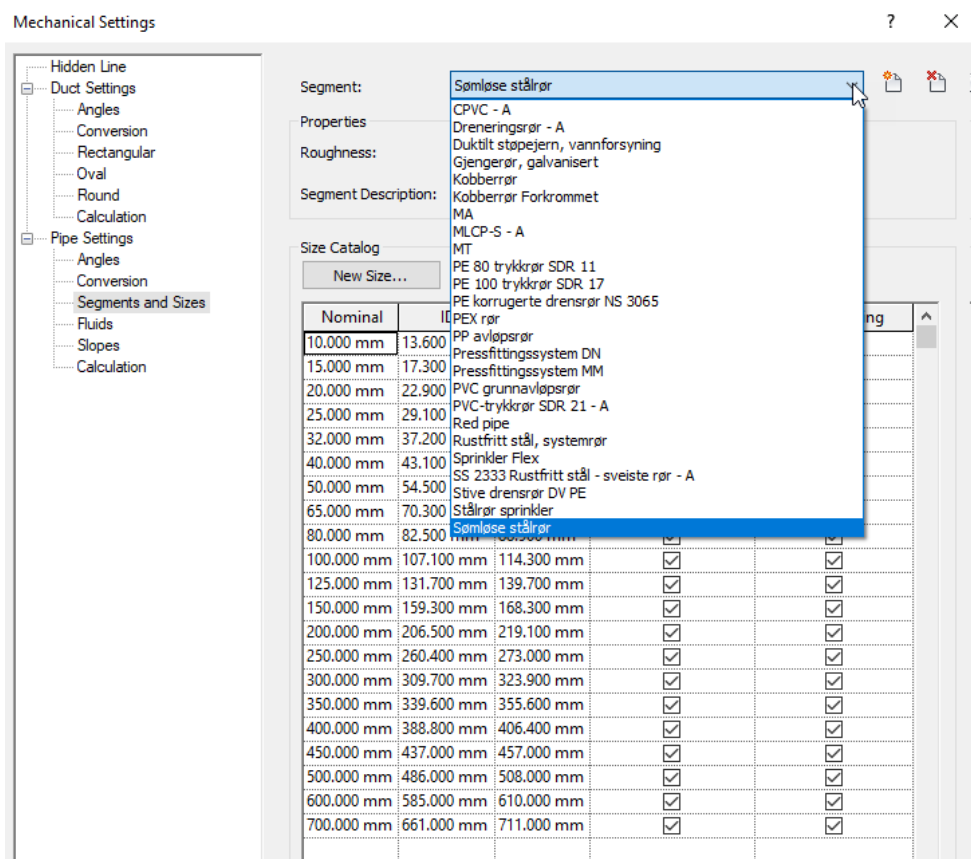 Mechanical Settings
?
Hidden Line
Duct Settings
Angles
Conversion
Rectangular
Oval
Round
Calculation
Pipe Settings
Angles
Conversion
Segments and Sizes
Fluids
Slopes
Calculation
Segment:
Sømløse stålrør
Properties
Roughness:
Segment Description:
CPVC - A
Dreneringsrør - A
Duktilt støpejern, vannforsyning
Gjengerør, galvanisert
Kobberrør
Kobberrør Forkrommet
MA
MLCP-S - A
MT
PE 80 trykkrør SDR 11
PE 100 trykkrør SDR 17
PE korrugerte drensrør NS 3065
PEX rør
PP avløpsrør
Pressfittingssystem DN
Pressfittingssystem MM
PVC grunnavløpsrør
PVC-trykkrør SDR 21 - A
Red pipe
Rustfritt stål, systemrør
Sprinkler Flex
SS 2333 Rustfritt stål - sveiste rør - A
Stive drensrør DV PE
Stålrør sprinkler
Sømløse stålrør
Size Catalog
New Size...
Nominal ID ng
10.000 mm 13.600
15.000 mm 17.300
20.000 mm 22.900
25.000 mm 29.100
32.000 mm 37.200
40.000 mm 43.100
50.000 mm 54.500
65.000 mm 70.300
80.000 mm 82.500 mm 88.900 mm
100.000 mm 107.100 mm 114.300 mm
125.000 mm 131.700 mm 139.700 mm
150.000 mm 159.300 mm 168.300 mm
200.000 mm 206.500 mm 219.100 mm
250.000 mm 260.400 mm 273.000 mm
300.000 mm 309.700 mm 323.900 mm
350.000 mm 339.600 mm 355.600 mm
400.000 mm 388.800 mm 406.400 mm
450.000 mm 437.000 mm 457.000 mm
500.000 mm 486.000 mm 508.000 mm
600.000 mm 585.000 mm 610.000 mm
700.000 mm 661.000 mm 711.000 mm